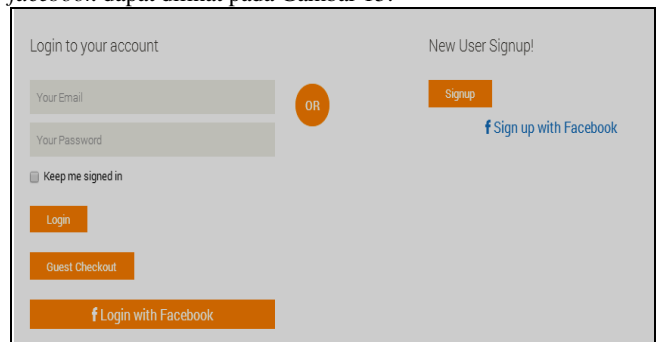 facebook dapat dilihat pada Gambar 15.
Login to your account
Your Email
Your Password
Keep me signed in
Login
Guest Checkout
f Login with Facebook
OR
New User Signup!
Signup
f Sign up with Facebook